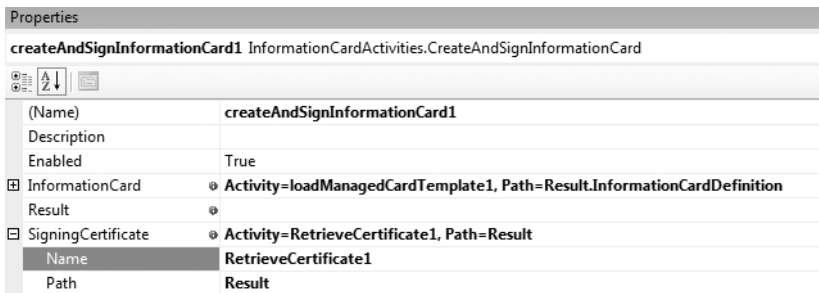 Properties
createAndSignInformationCard1 InformationCardActivities.CreateAndSignInformationCard
A Z
(Name) createAndSignInformationCard1
Description
Enabled True
InformationCard Activity=loadManagedCardTemplate1, Path=Result.InformationCardDefinition
Result
SigningCertificate Activity=RetrieveCertificate1, Path=Result
Name RetrieveCertificate1
Path Result